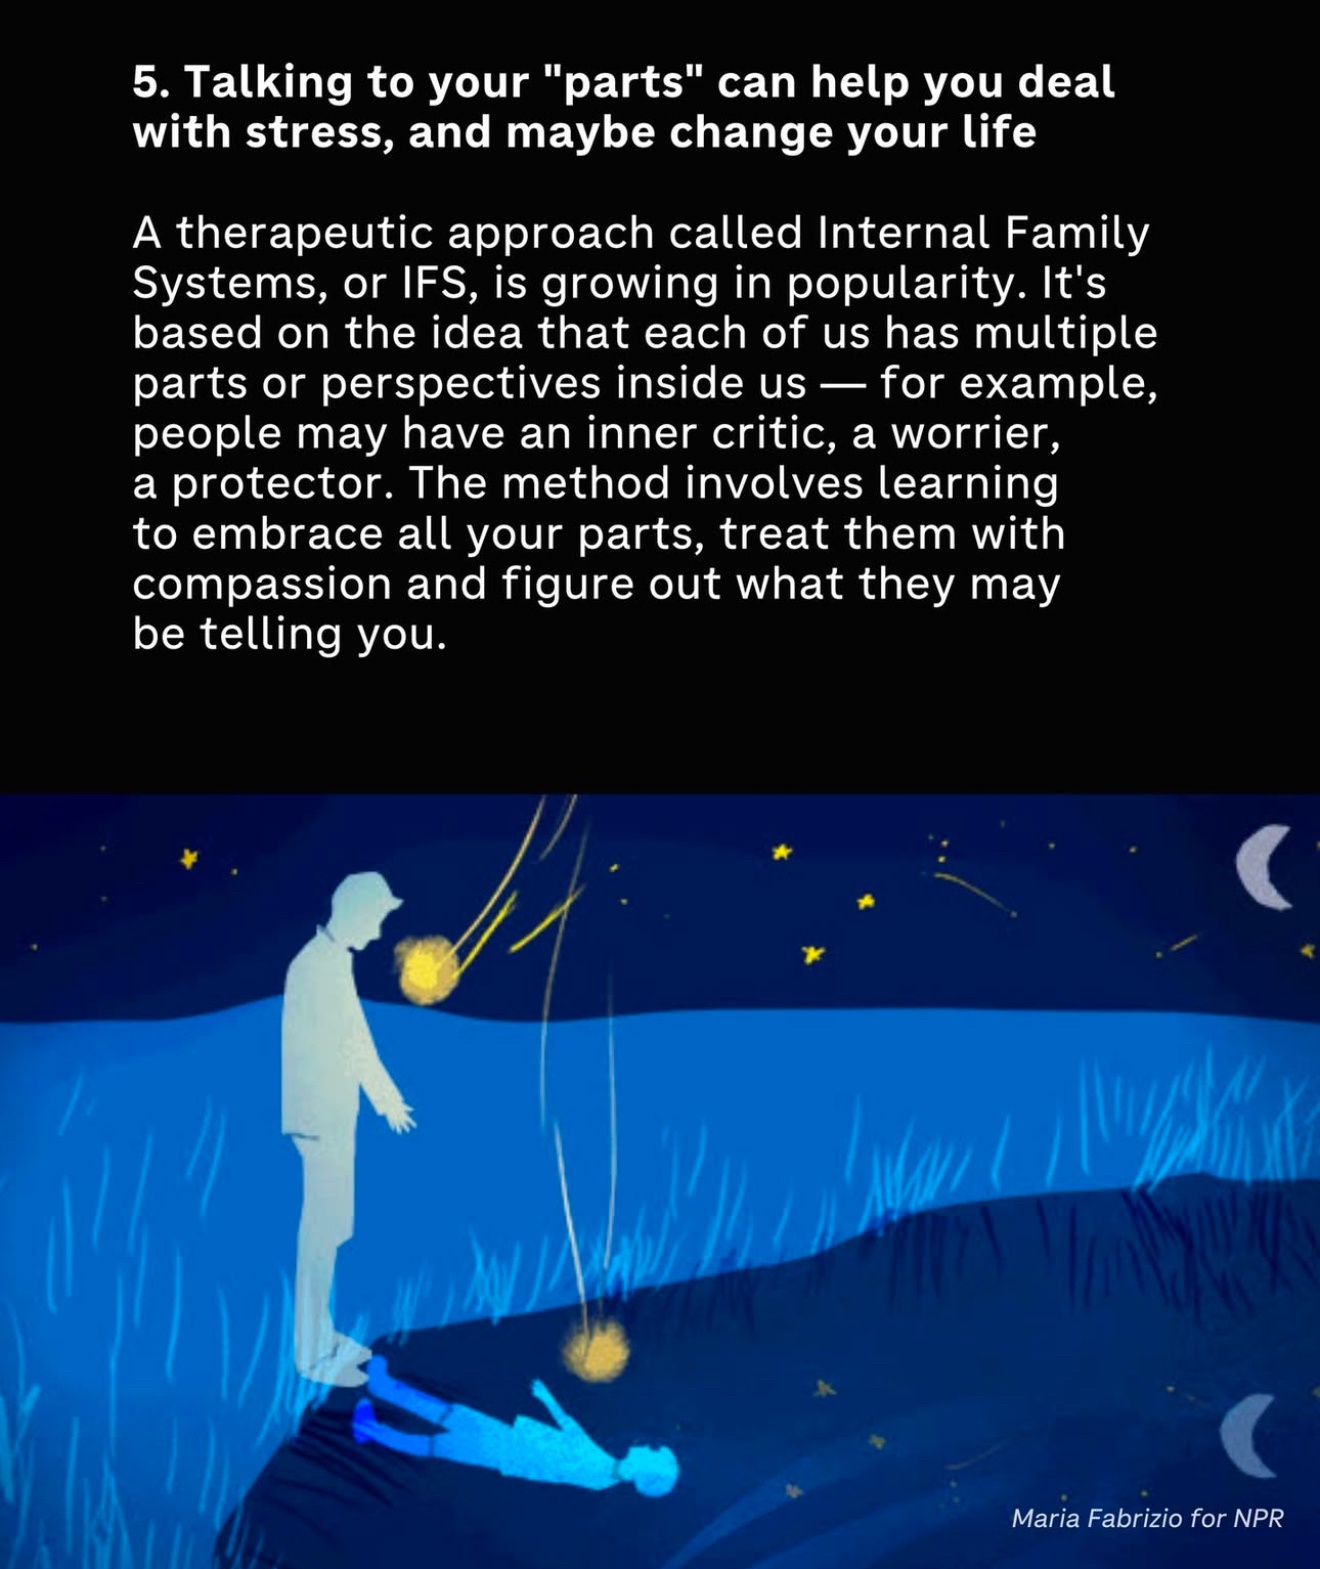 5. Talking to your "parts" can help you deal
with stress, and maybe change your life
A therapeutic approach called Internal Family
Systems, or IFS, is growing in popularity. It's
based on the idea that each of us has multiple
parts or perspectives inside us — for example,
people may have an inner critic, a worrier,
a protector. The method involves learning
to embrace all your parts, treat them with
compassion and figure out what they may
be telling you.
Maria Fabrizio for NPR